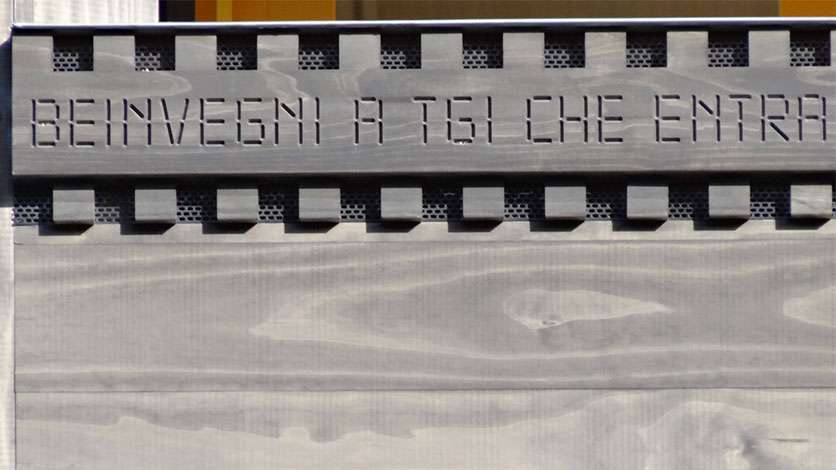 BEINVEGNI A TGI CHE ENTRA